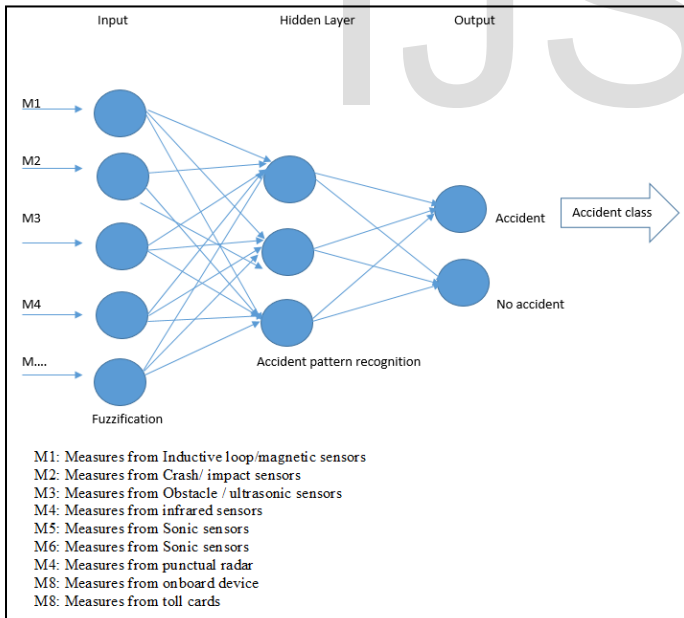 IJS
Input Hidden Layer Output
M1
M2
M3
Accident
Accident class
M4
No accident
M....
Accident pattern recognition
Fuzzification
M1: Measures from Inductive loop/magnetic sensors
M2: Measures from Crash/ impact sensors
M3: Measures from Obstacle / ultrasonic sensors
M4: Measures from infrared sensors
M5: Measures from Sonic sensors
M6: Measures from Sonic sensors
M4: Measures from punctual radar
M8: Measures from onboard device
M8: Measures from toll cards